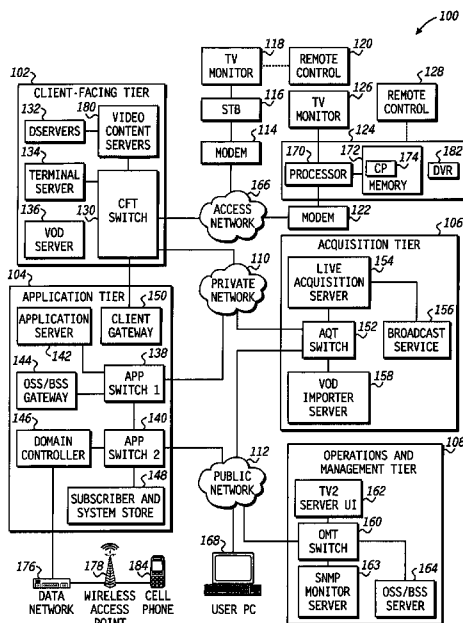 100
118
TV
MONITOR
120
REMOTE
CONTROL
102
CLIENT-FACING TIER
180
132
DSERVERS
VIDEO
CONTENT
SERVERS
134
TERMINAL
SERVER
136
130
VOD
SERVER
CFT
SWITCH
116
STB
114
MODEM
126
TV
MONITOR
128
REMOTE
CONTROL
124
170
PROCESSOR
172
174
CP
MEMORY
182
DVR
166
ACCESS
NETWORK
122
MODEM
110
PRIVATE
NETWORK
106
ACQUISITION TIER
154
LIVE
ACQUISITION
SERVER
156
152
AQT
SWITCH
BROADCAST
SERVICE
158
VOD
IMPORTER
SERVER
104
APPLICATION TIER
150
APPLICATION
SERVER
142
CLIENT
GATEWAY
144
138
OSS/BSS
GATEWAY
APP
SWITCH 1
146
140
DOMAIN
CONTROLLER
APP
SWITCH 2
148
SUBSCRIBER AND
SYSTEM STORE
112
PUBLIC
NETWORK
108
OPERATIONS AND
MANAGEMENT TIER
TV2
SERVER UI
162
160
OMT
SWITCH
163
SNMP
MONITOR
SERVER
164
OSS/BSS
SERVER
168
USER PC
176
DATA
NETWORK
178
WIRELESS
ACCESS
POINT
184
CELL
PHONE